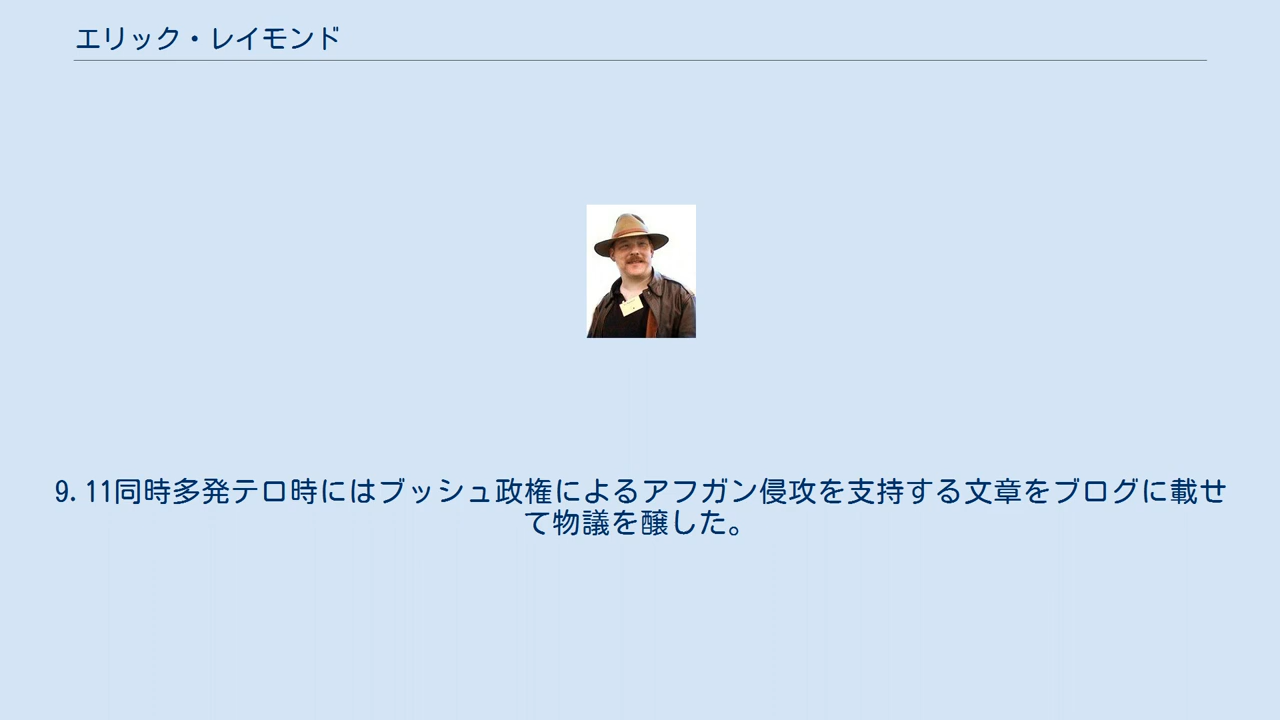 エリック・レイモンド
9.11同時多発テロ時にはブッシュ政権によるアフガン侵攻を支持する文章をブログに載せ
て物議を醸した。